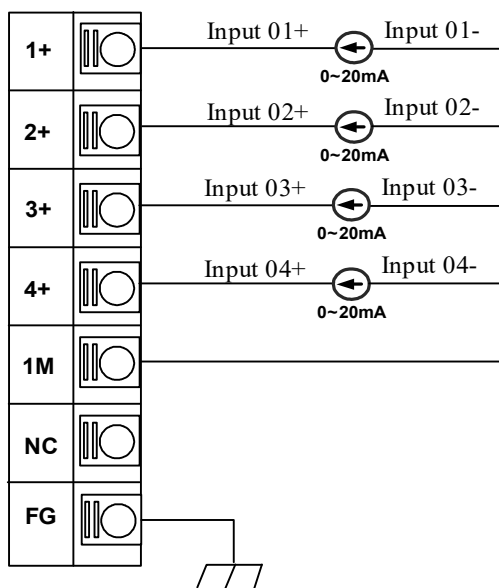 1+ Input 01+ Input 01-
0~20mA
2+ Input 02+ Input 02-
0~20mA
3+ Input 03+ Input 03-
0~20mA
4+ Input 04+ Input 04-
0~20mA
1M
NC
FG